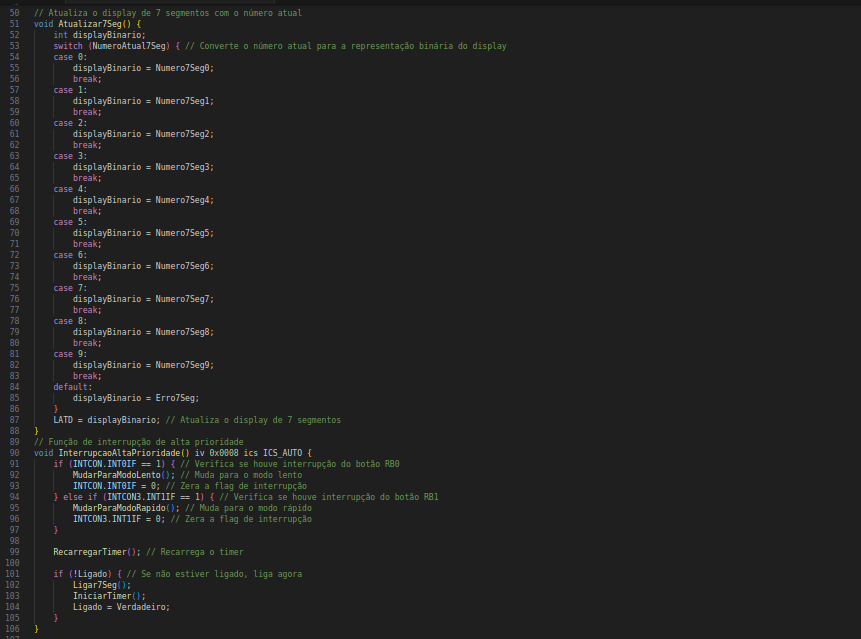 50 // Atualiza o display de 7 segmentos com o número atual
51 void Atualizar7Seg() {
52     int displayBinario;
53     switch (NumeroAtual7Seg) { // Converte o número atual para a representação binária do display
54     case 0:
55         displayBinario = Numero7Seg0;
56         break;
57     case 1:
58         displayBinario = Numero7Seg1;
59         break;
60     case 2:
61         displayBinario = Numero7Seg2;
62         break;
63     case 3:
64         displayBinario = Numero7Seg3;
65         break;
66     case 4:
67         displayBinario = Numero7Seg4;
68         break;
69     case 5:
70         displayBinario = Numero7Seg5;
71         break;
72     case 6:
73         displayBinario = Numero7Seg6;
74         break;
75     case 7:
76         displayBinario = Numero7Seg7;
77         break;
78     case 8:
79         displayBinario = Numero7Seg8;
80         break;
81     case 9:
82         displayBinario = Numero7Seg9;
83         break;
84     default:
85         displayBinario = Erro7Seg;
86     }
87     LATD = displayBinario; // Atualiza o display de 7 segmentos
88 }
89 // Função de interrupção de alta prioridade
90 void InterrupcaoAltaPrioridade() iv 0x0008 ics ICS_AUTO {
91     if (INTCON.INT0IF == 1) { // Verifica se houve interrupção do botão RB0
92         MudarParaModoLento(); // Muda para o modo lento
93         INTCON.INT0IF = 0; // Zera a flag de interrupção
94     } else if (INTCON3.INT1IF == 1) { // Verifica se houve interrupção do botão RB1
95         MudarParaModoRapido(); // Muda para o modo rápido
96         INTCON3.INT1IF = 0; // Zera a flag de interrupção
97     }
98
99     RecarregarTimer(); // Recarrega o timer
100
101     if (!Ligado) { // Se não estiver ligado, liga agora
102         Ligar7Seg();
103         IniciarTimer();
104         Ligado = Verdadeiro;
105     }
106 }